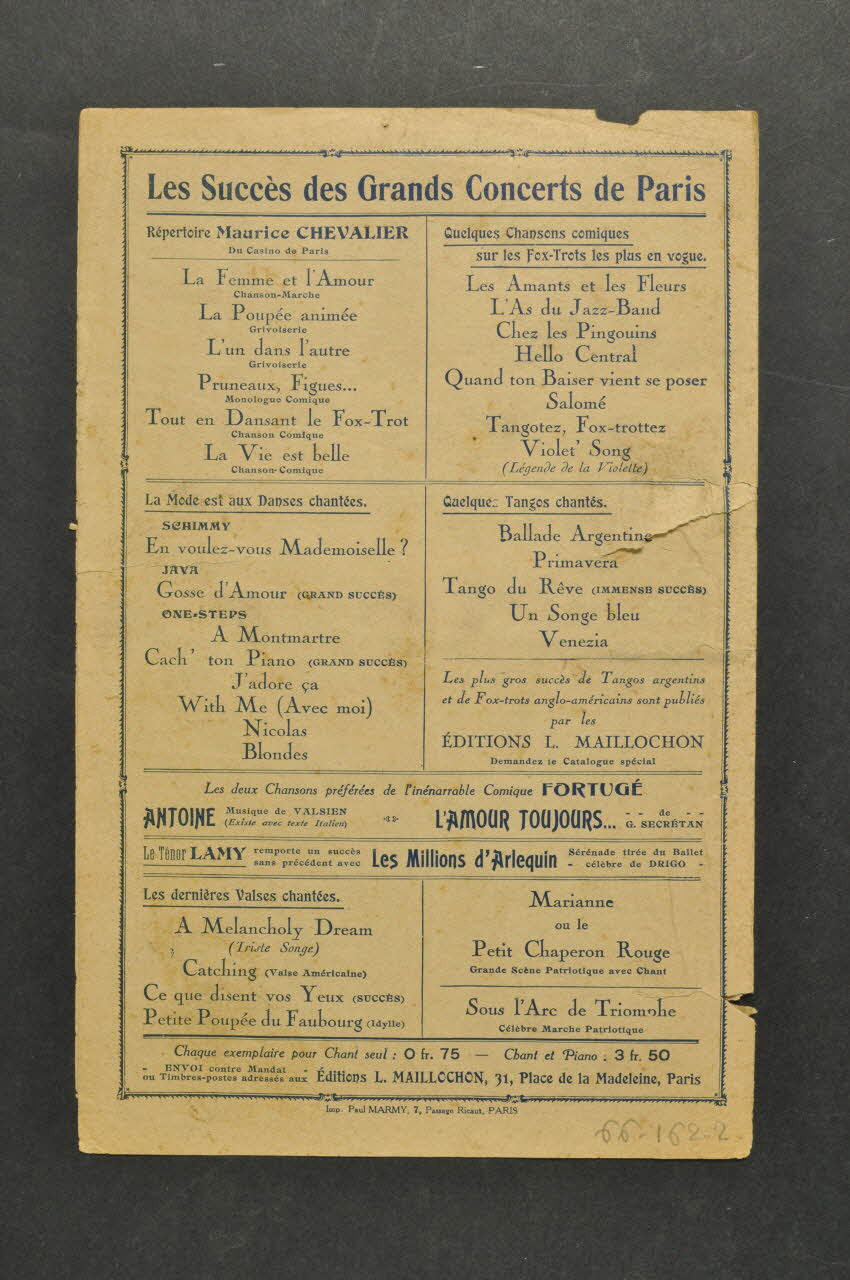 Les Succès des Grands Concerts de Paris
Répertoire Maurice CHEVALIER
Du Casino de Paris
La Femme et l'Amour
Chanson-Marche
La Poupée animée
Grivoiserie
L'un dans l'autre
Grivoiserie
Pruneaux, Figues...
Monologue Comique
Tout en Dansant le Fox-Trot
Chanson Comique
La Vie est belle
Chanson-Comique
Quelques Chansons comiques
sur les Fox-Trots les plus en vogue.
Les Amants et les Fleurs
L'As du Jazz-Band
Chez les Pingouins
Hello Central
Quand ton Baiser vient se poser
Salomé
Tangotez, Fox-trottez
Violet' Song
(Légende de la Violette)
La Mode est aux Danses chantées.
SCHIMMY
En voulez-vous Mademoiselle ?
JAVA
Gosse d'Amour (GRAND SUCCÈS)
ONE-STEPS
A Montmartre
Cach' ton Piano (GRAND SUCCÈS)
J'adore ça
With Me (Avec moi)
Nicolas
Blondes
Quelques Tangos chantés.
Ballade Argentine
Primavera
Tango du Rêve (IMMENSE SUCCÈS)
Un Songe bleu
Venezia
Les plus gros succès de Tangos argentins
et de Fox-trots anglo-américains sont publiés
par les
ÉDITIONS L. MAILLOCHON
Demandez le Catalogue spécial
Les deux Chansons préférées de l'inénarrable Comique FORTUGÉ
ANTOINE Musique de VALSIEN (Existe avec texte Italien) L'AMOUR TOUJOURS... - - de - - G. SECRÉTAN
Le Ténor LAMY remporte un succès sans précédent avec Les Millions d'Arlequin Sérénade tirée du Ballet - célèbre de DRIGO -
Les dernières Valses chantées.
A Melancholy Dream
(Triste Songe)
Catching (Valse Américaine)
Ce que disent vos Yeux (SUCCÈS)
Petite Poupée du Faubourg (Idylle)
Marianne
ou le
Petit Chaperon Rouge
Grande Scène Patriotique avec Chant
Sous l'Arc de Triomphe
Célèbre Marche Patriotique
Chaque exemplaire pour Chant seul : 0 fr. 75 — Chant et Piano : 3 fr. 50
- ENVOI contre Mandat - ou Timbres-postes adressés aux Éditions L. MAILLOCHON, 31, Place de la Madeleine, Paris
Imp. Paul MARMY, 7, Passage Ricaut, PARIS
66-162-2